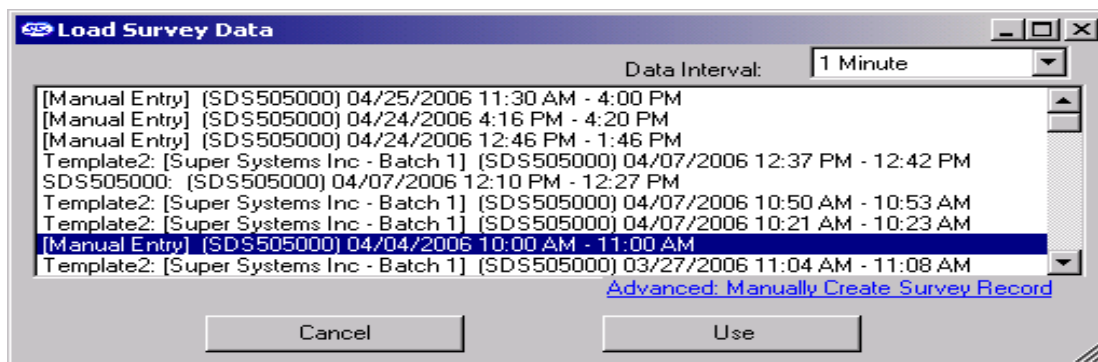 Load Survey Data
Data Interval: 1 Minute
[Manual Entry] (SDS505000) 04/25/2006 11:30 AM - 4:00 PM
[Manual Entry] (SDS505000) 04/24/2006 4:16 PM - 4:20 PM
[Manual Entry] (SDS505000) 04/24/2006 12:46 PM - 1:46 PM
Template2: [Super Systems Inc - Batch 1] (SDS505000) 04/07/2006 12:37 PM - 12:42 PM
SDS505000: (SDS505000) 04/07/2006 12:10 PM - 12:27 PM
Template2: [Super Systems Inc - Batch 1] (SDS505000) 04/07/2006 10:50 AM - 10:53 AM
Template2: [Super Systems Inc - Batch 1] (SDS505000) 04/07/2006 10:21 AM - 10:23 AM
[Manual Entry] (SDS505000) 04/04/2006 10:00 AM - 11:00 AM
Template2: [Super Systems Inc - Batch 1] (SDS505000) 03/27/2006 11:04 AM - 11:08 AM
Advanced: Manually Create Survey Record
Cancel
Use